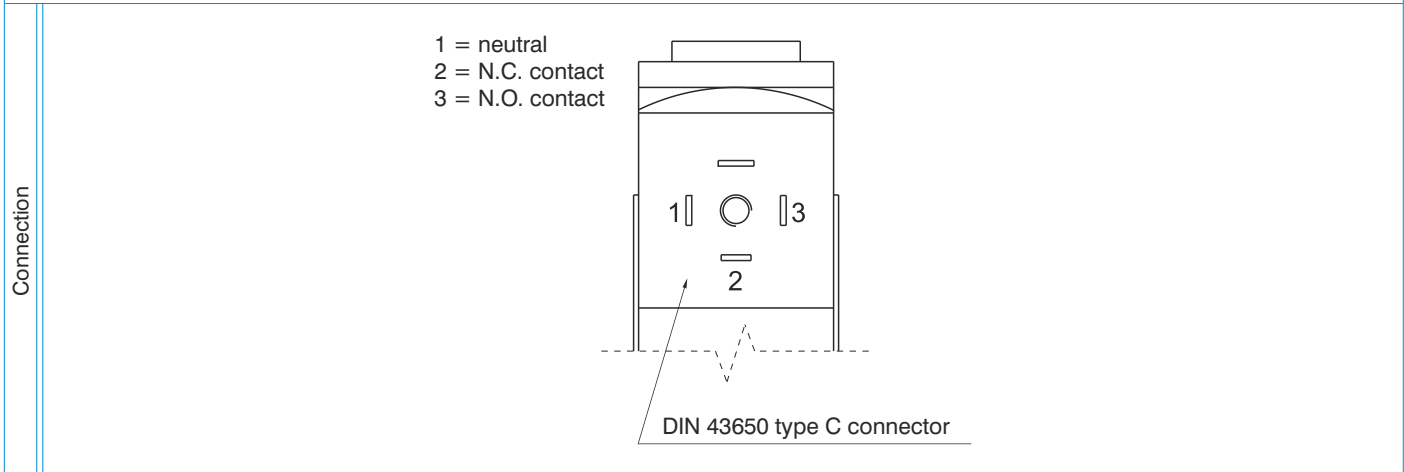 1 = neutral
2 = N.C. contact
3 = N.O. contact
Connection
1
3
2
DIN 43650 type C connector